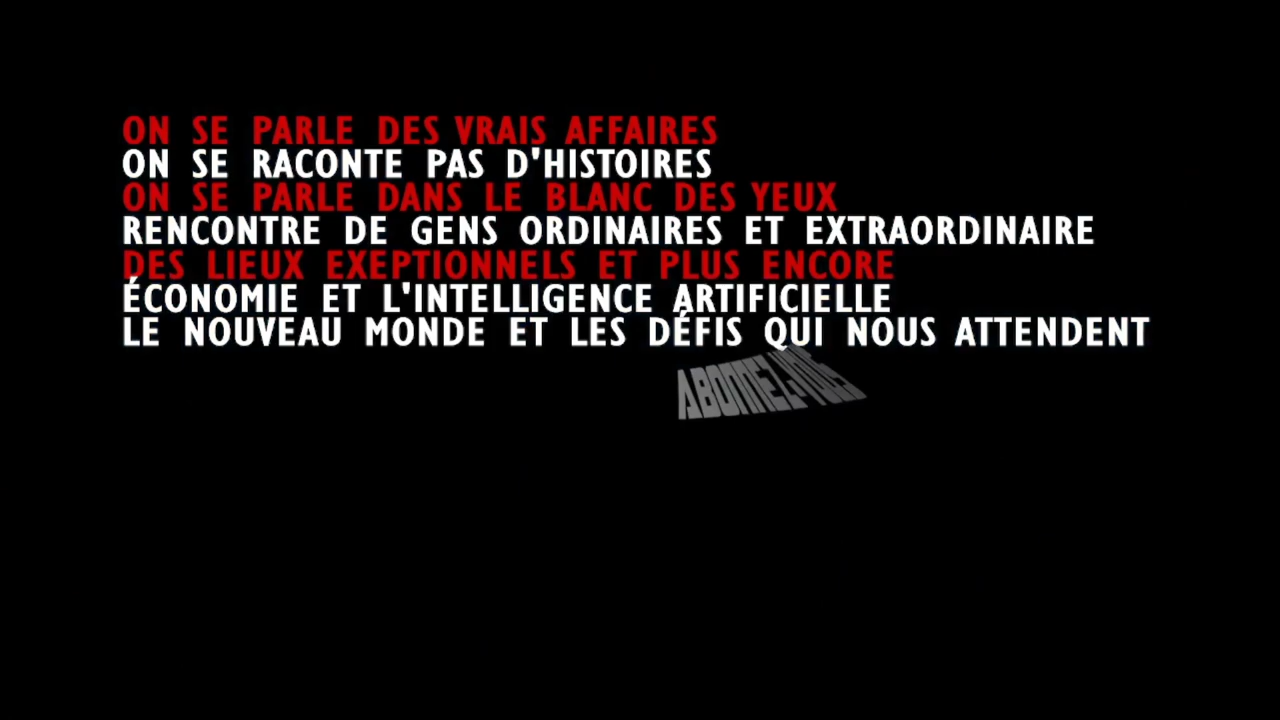 ON SE PARLE DES VRAIS AFFAIRES
ON SE RACONTE PAS D'HISTOIRES
ON SE PARLE DANS LE BLANC DES YEUX
RENCONTRE DE GENS ORDINAIRES ET EXTRAORDINAIRE
DES LIEUX EXEPTIONNELS ET PLUS ENCORE
ÉCONOMIE ET L'INTELLIGENCE ARTIFICIELLE
LE NOUVEAU MONDE ET LES DÉFIS QUI NOUS ATTENDENT
ABONNEZ-VOUS